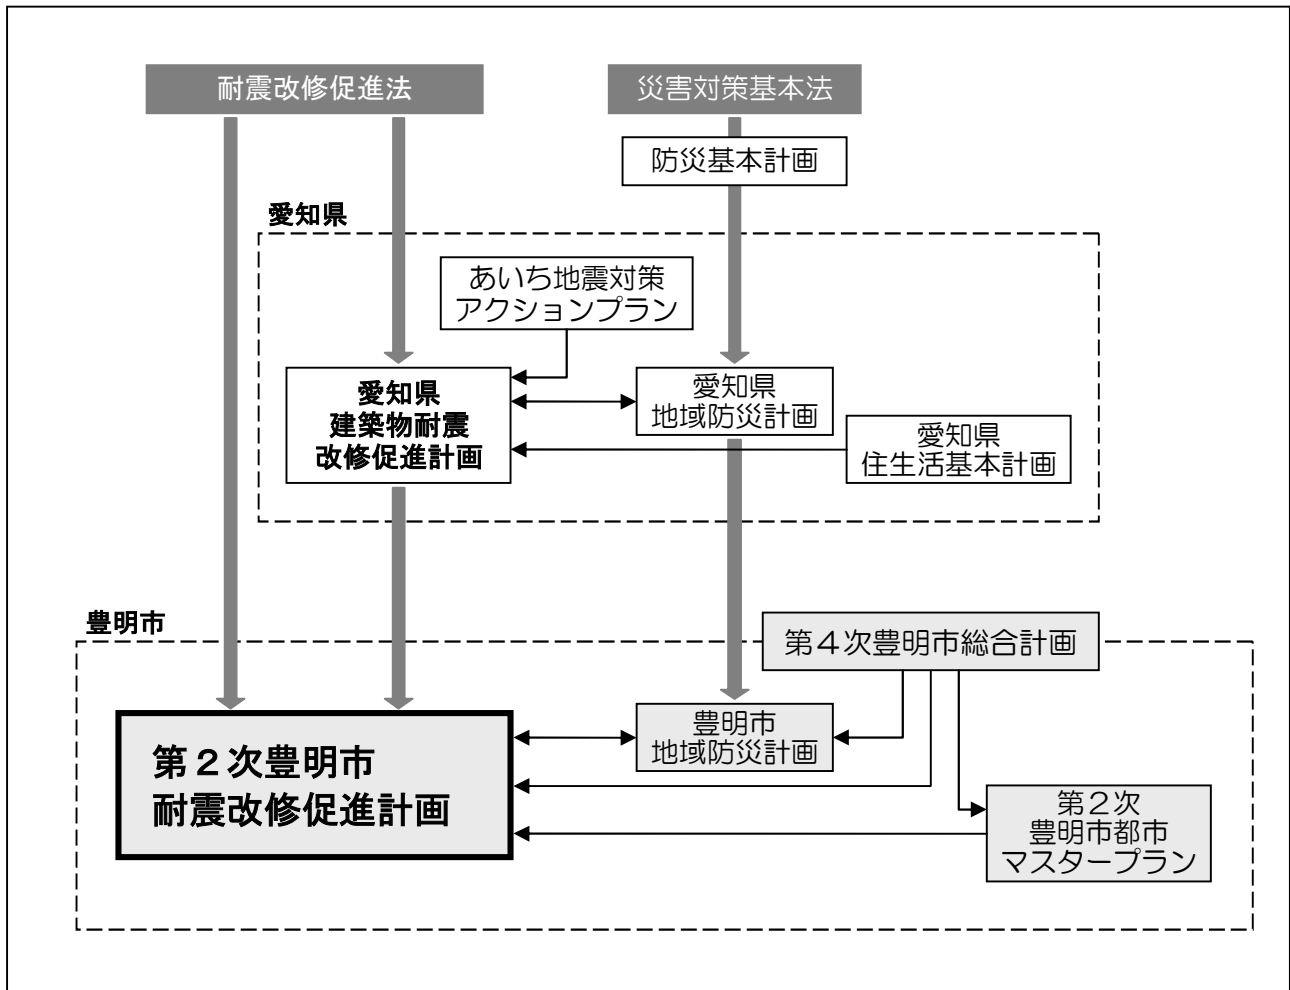 耐震改修促進法
災害対策基本法
防災基本計画
愛知県
あいち地震対策
アクションプラン
愛知県
建築物耐震
改修促進計画
愛知県
地域防災計画
愛知県
住生活基本計画
豊明市
第４次豊明市総合計画
豊明市
地域防災計画
第２次豊明市
耐震改修促進計画
第２次
豊明市都市
マスタープラン